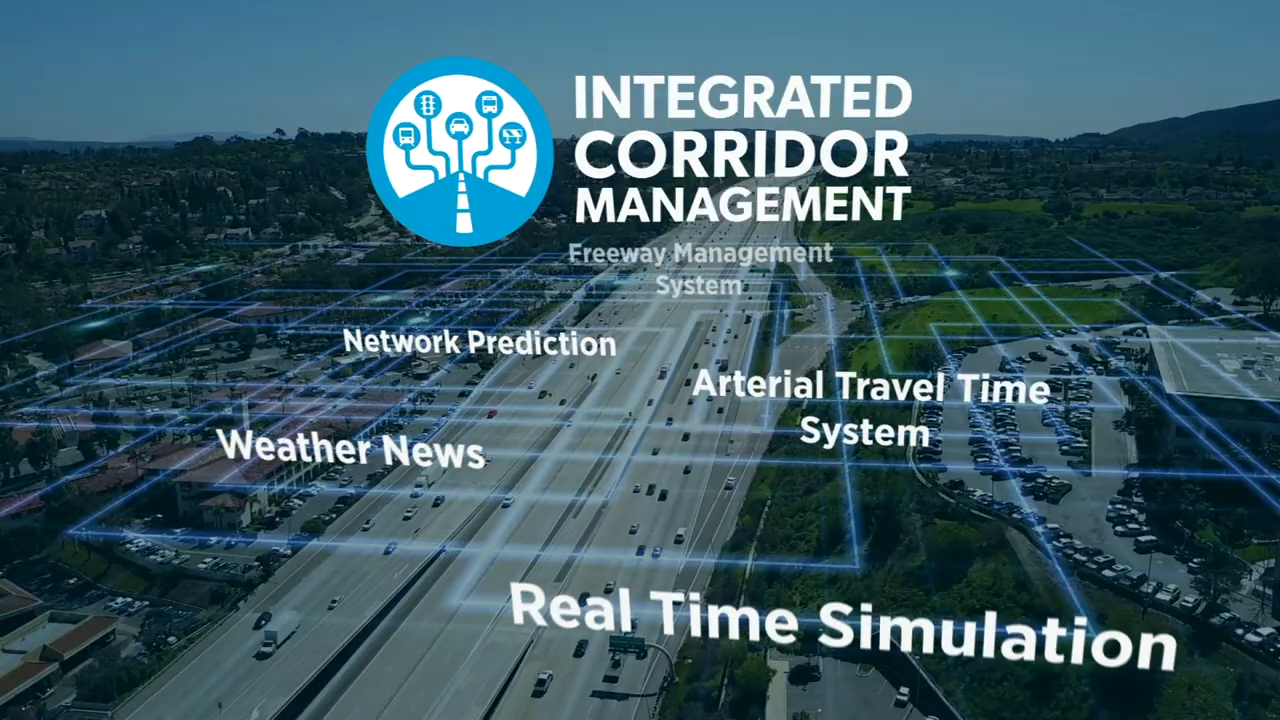 INTEGRATED
CORRIDOR
MANAGEMENT
Freeway Management
System
Network Prediction
Arterial Travel Time
System
Weather News
Real Time Simulation